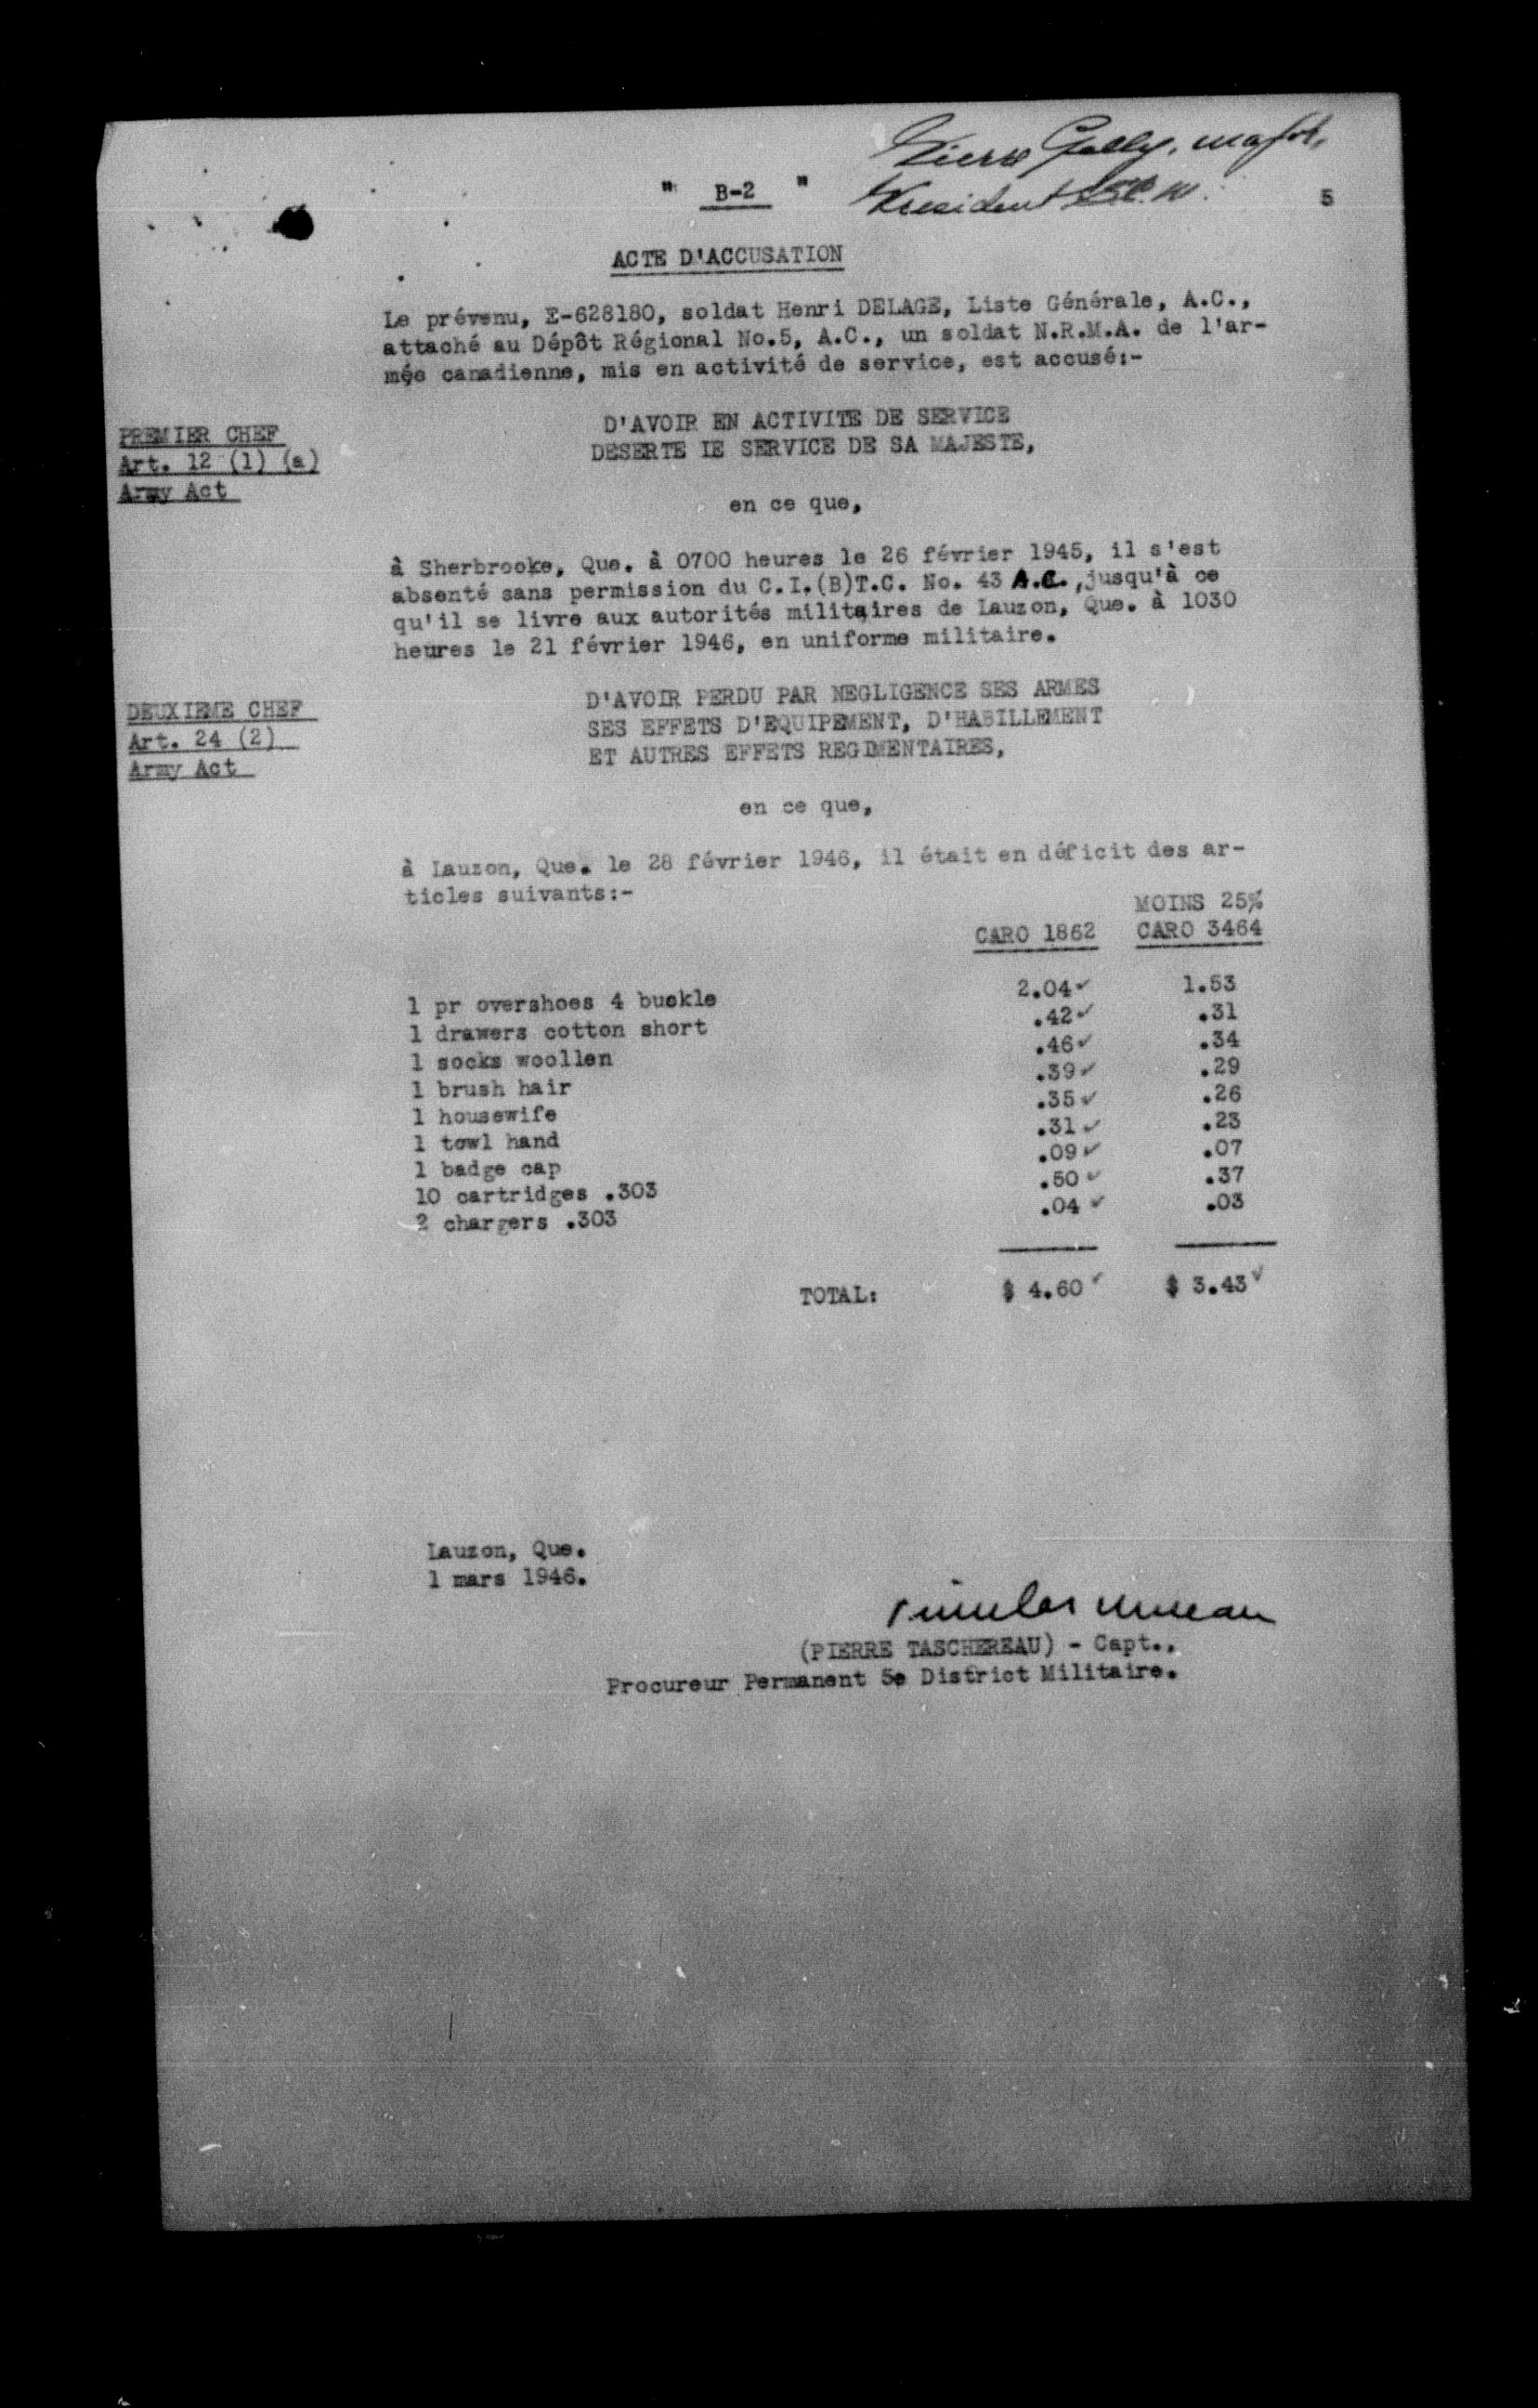 major,
" B-2 "
President
5
ACTE D'ACCUSATION
Le prévenu, E-628180, soldat Henri DELAGE, Liste Générale, A.C.,
attaché au Dépôt Régional No.5, A.C., un soldat N.R.M.A. de l'ar-
mée canadienne, mis en activité de service, est accusé:-
PREMIER CHEF
Art. 12 (1) (a)
Army Act
D'AVOIR EN ACTIVITE DE SERVICE
DESERTE LE SERVICE DE SA MAJESTE,
en ce que,
à Sherbrooke, Que. à 0700 heures le 26 février 1945, il s'est
absenté sans permission du C.I.(B)T.C. No. 43 A.C.,jusqu'à ce
qu'il se livre aux autorités militaires de Lauzon, Que. à 1030
heures le 21 février 1946, en uniforme militaire.
DEUXIEME CHEF
Art. 24 (2)
Army Act
D'AVOIR PERDU PAR NEGLIGENCE SES ARMES
SES EFFETS D'EQUIPEMENT, D'HABILLEMENT
ET AUTRES EFFETS REGIMENTAIRES,
en ce que,
à Lauzon, Que. le 28 février 1946, il était en déficit des ar-
ticles suivants:-
MOINS 25%
CARO 1862 CARO 3464
1 pr overshoes 4 buckle 2.04✓ 1.53
1 drawers cotton short .42✓ .31
1 socks woollen .46✓ .34
1 brush hair .39✓ .29
1 housewife .35✓ .26
1 towl hand .31✓ .23
1 badge cap .09✓ .07
10 cartridges .303 .50✓ .37
2 chargers .303 .04✓ .03
TOTAL: $ 4.60✓ $ 3.43✓
Lauzon, Que.
1 mars 1946.
(PIERRE TASCHEREAU) - Capt..
Procureur Permanent 5e District Militaire.